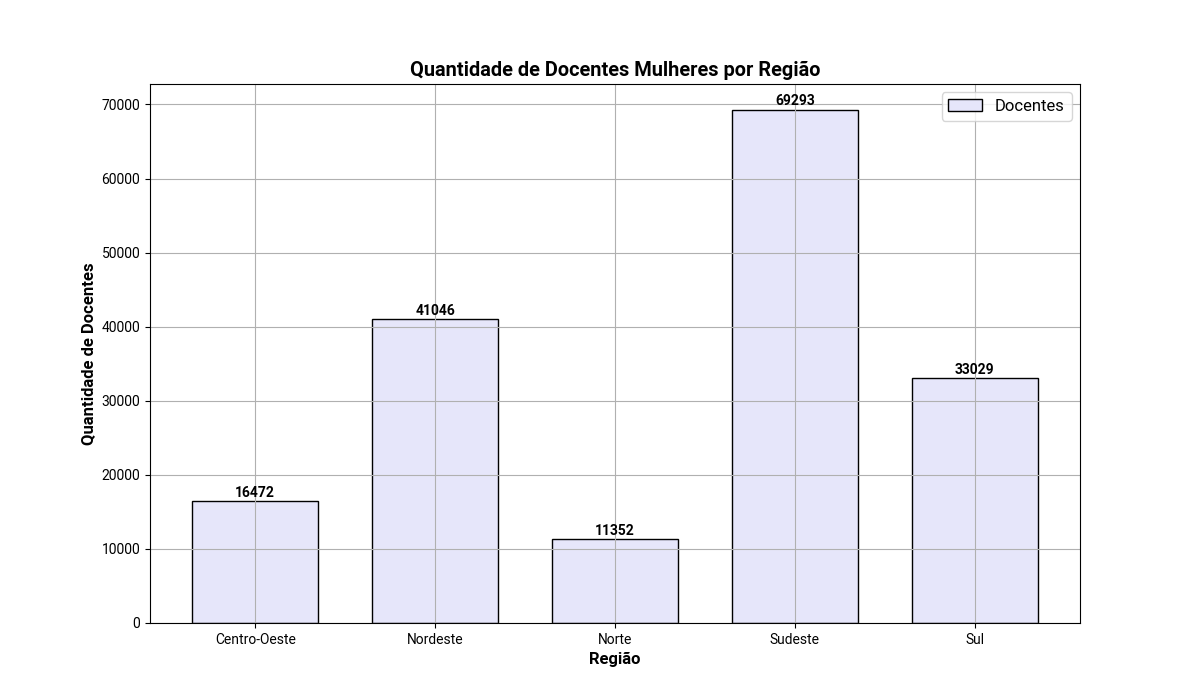 Quantidade de Docentes Mulheres por Região
Docentes
Quantidade de Docentes
70000
60000
50000
40000
30000
20000
10000
0
16472
41046
11352
69293
33029
Centro-Oeste
Nordeste
Norte
Sudeste
Sul
Região